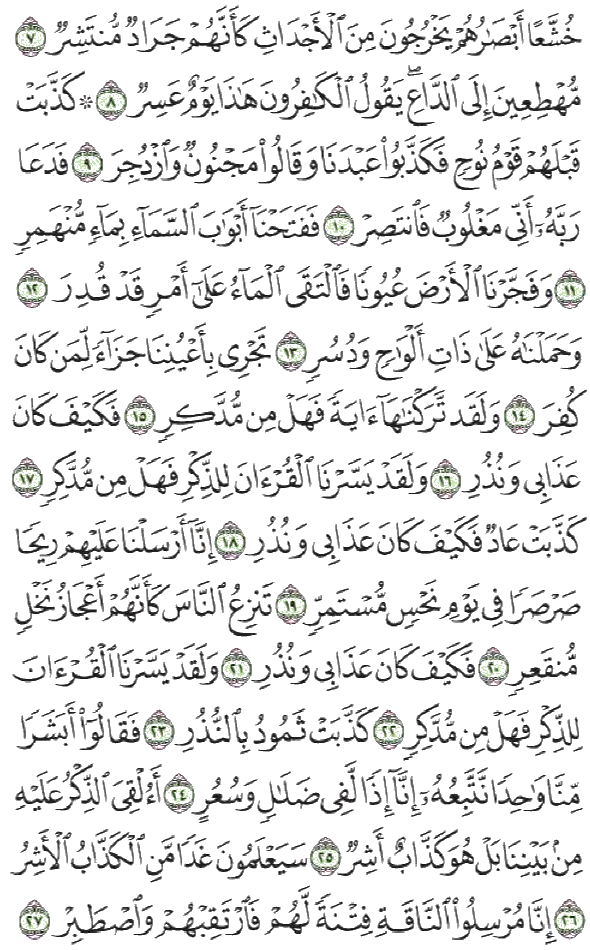 خُشَّعًا أَبْصَٰرُهُمْ يَخْرُجُونَ مِنَ ٱلْأَجْدَاثِ كَأَنَّهُمْ جَرَادٌ مُّنتَشِرٌ ٧
مُّهْطِعِينَ إِلَى ٱلدَّاعِ ۖ يَقُولُ ٱلْكَٰفِرُونَ هَٰذَا يَوْمٌ عَسِرٌ ٨ ۞ كَذَّبَتْ
قَبْلَهُمْ قَوْمُ نُوحٍ فَكَذَّبُوا۟ عَبْدَنَا وَقَالُوا۟ مَجْنُونٌ وَٱزْدُجِرَ ٩ فَدَعَا
رَبَّهُۥٓ أَنِّى مَغْلُوبٌ فَٱنتَصِرْ ١٠ فَفَتَحْنَآ أَبْوَٰبَ ٱلسَّمَآءِ بِمَآءٍ مُّنْهَمِرٍ
١١ وَفَجَّرْنَا ٱلْأَرْضَ عُيُونًا فَٱلْتَقَى ٱلْمَآءُ عَلَىٰٓ أَمْرٍ قَدْ قُدِرَ ١٢
وَحَمَلْنَٰهُ عَلَىٰ ذَاتِ أَلْوَٰحٍ وَدُسُرٍ ١٣ تَجْرِى بِأَعْيُنِنَا جَزَآءً لِّمَن كَانَ
كُفِرَ ١٤ وَلَقَد تَّرَكْنَٰهَآ ءَايَةً فَهَلْ مِن مُّدَّكِرٍ ١٥ فَكَيْفَ كَانَ
عَذَابِى وَنُذُرِ ١٦ وَلَقَدْ يَسَّرْنَا ٱلْقُرْءَانَ لِلذِّكْرِ فَهَلْ مِن مُّدَّكِرٍ ١٧
كَذَّبَتْ عَادٌ فَكَيْفَ كَانَ عَذَابِى وَنُذُرِ ١٨ إِنَّآ أَرْسَلْنَا عَلَيْهِمْ رِيحًا
صَرْصَرًا فِى يَوْمِ نَحْسٍ مُّسْتَمِرٍّ ١٩ تَنزِعُ ٱلنَّاسَ كَأَنَّهُمْ أَعْجَازُ نَخْلٍ
مُّنقَعِرٍ ٢٠ فَكَيْفَ كَانَ عَذَابِى وَنُذُرِ ٢١ وَلَقَدْ يَسَّرْنَا ٱلْقُرْءَانَ
لِلذِّكْرِ فَهَلْ مِن مُّدَّكِرٍ ٢٢ كَذَّبَتْ ثَمُودُ بِٱلنُّذُرِ ٢٣ فَقَالُوٓا۟ أَبَشَرًا
مِّنَّا وَٰحِدًا نَّتَّبِعُهُۥٓ إِنَّآ إِذًا لَّفِى ضَلَٰلٍ وَسُعُرٍ ٢٤ أَءُلْقِىَ ٱلذِّكْرُ عَلَيْهِ
مِنۢ بَيْنِنَا بَلْ هُوَ كَذَّابٌ أَشِرٌ ٢٥ سَيَعْلَمُونَ غَدًا مَّنِ ٱلْكَذَّابُ ٱلْأَشِرُ
٢٦ إِنَّا مُرْسِلُوا۟ ٱلنَّاقَةِ فِتْنَةً لَّهُمْ فَٱرْتَقِبْهُمْ وَٱصْطَبِرْ ٢٧